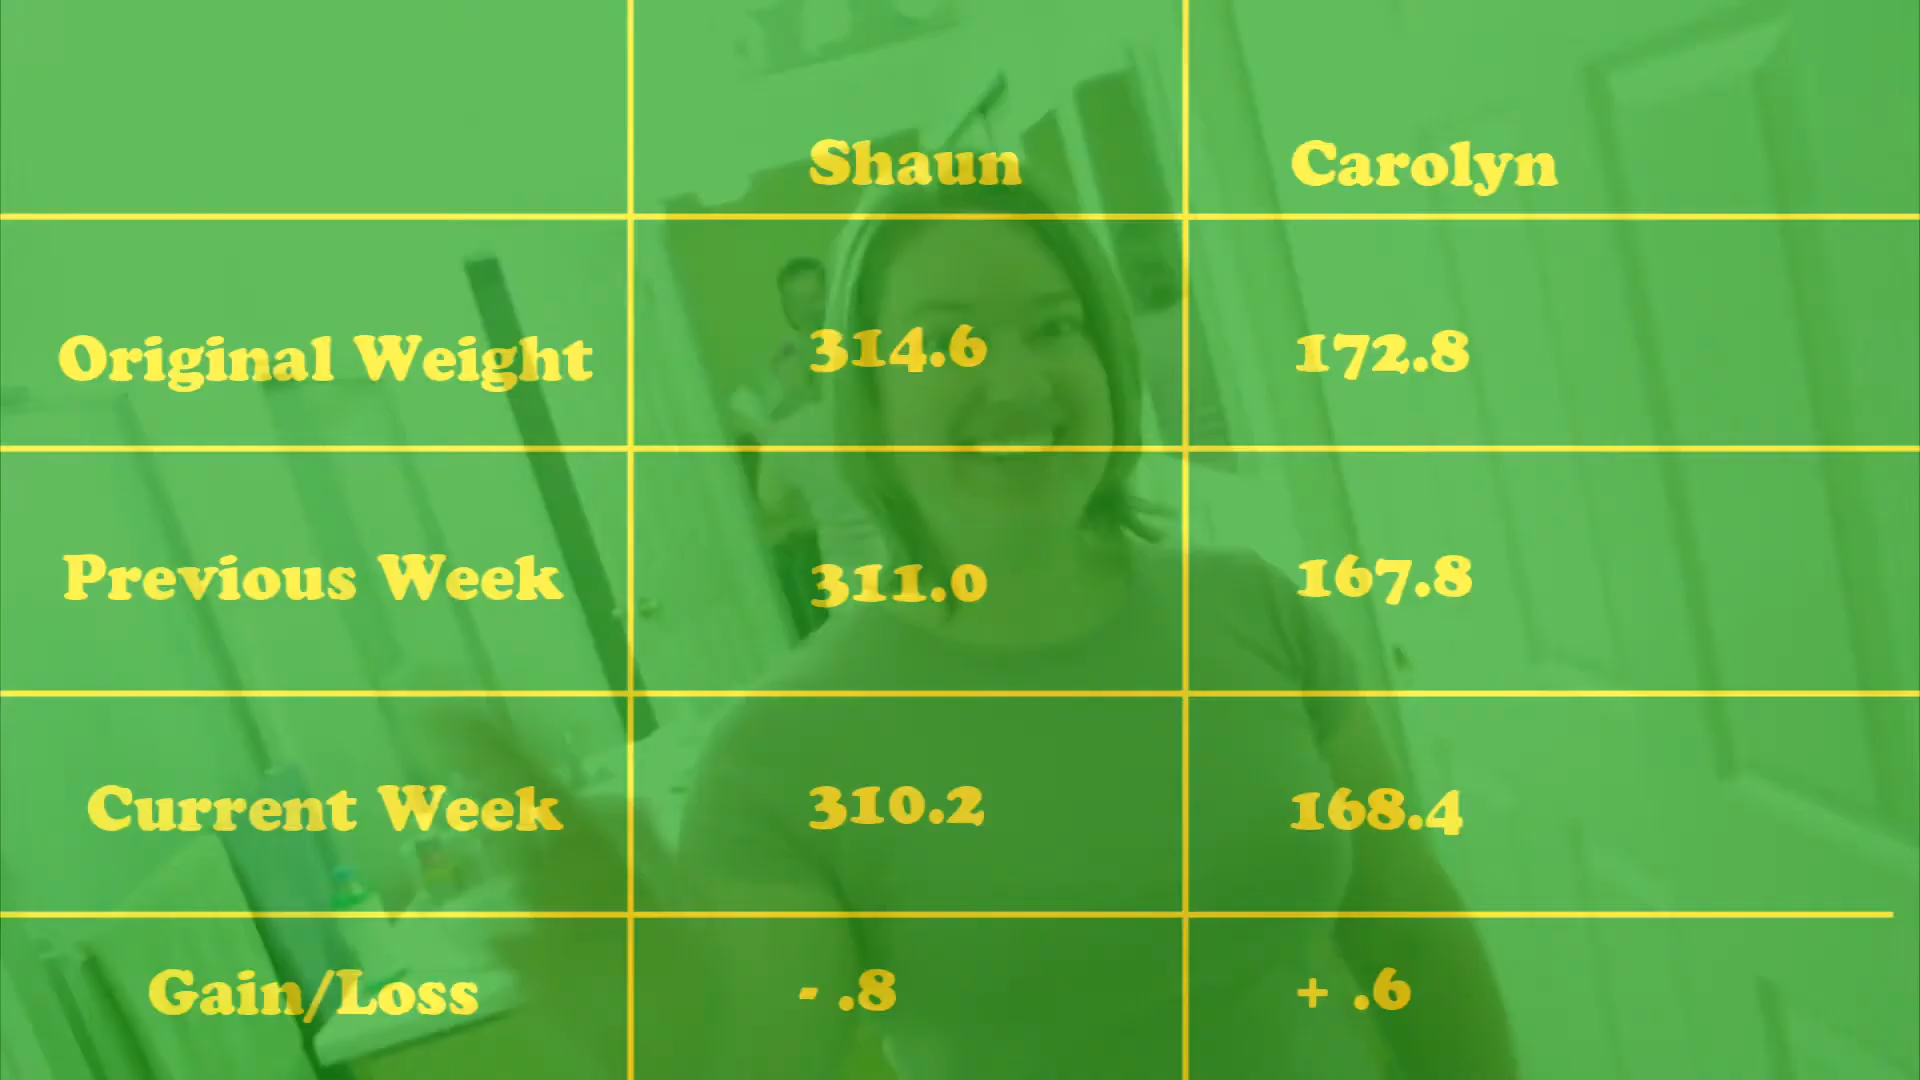 Shaun Carolyn
Original Weight 314.6 172.8
Previous Week 311.0 167.8
Current Week 310.2 168.4
Gain/Loss - .8 + .6